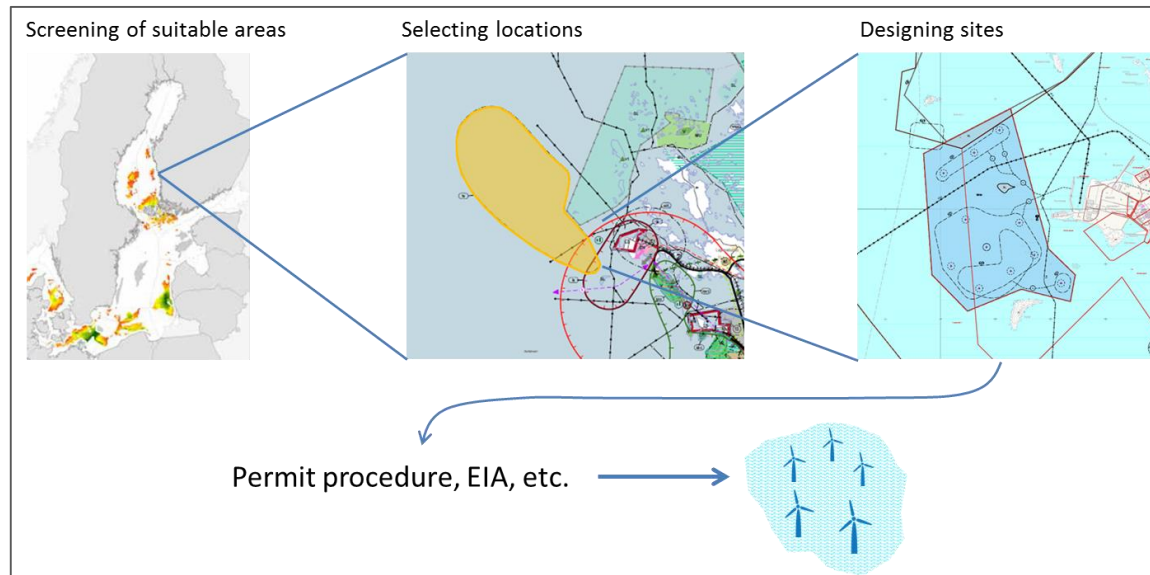 Screening of suitable areas
Selecting locations
Designing sites
Permit procedure, EIA, etc.